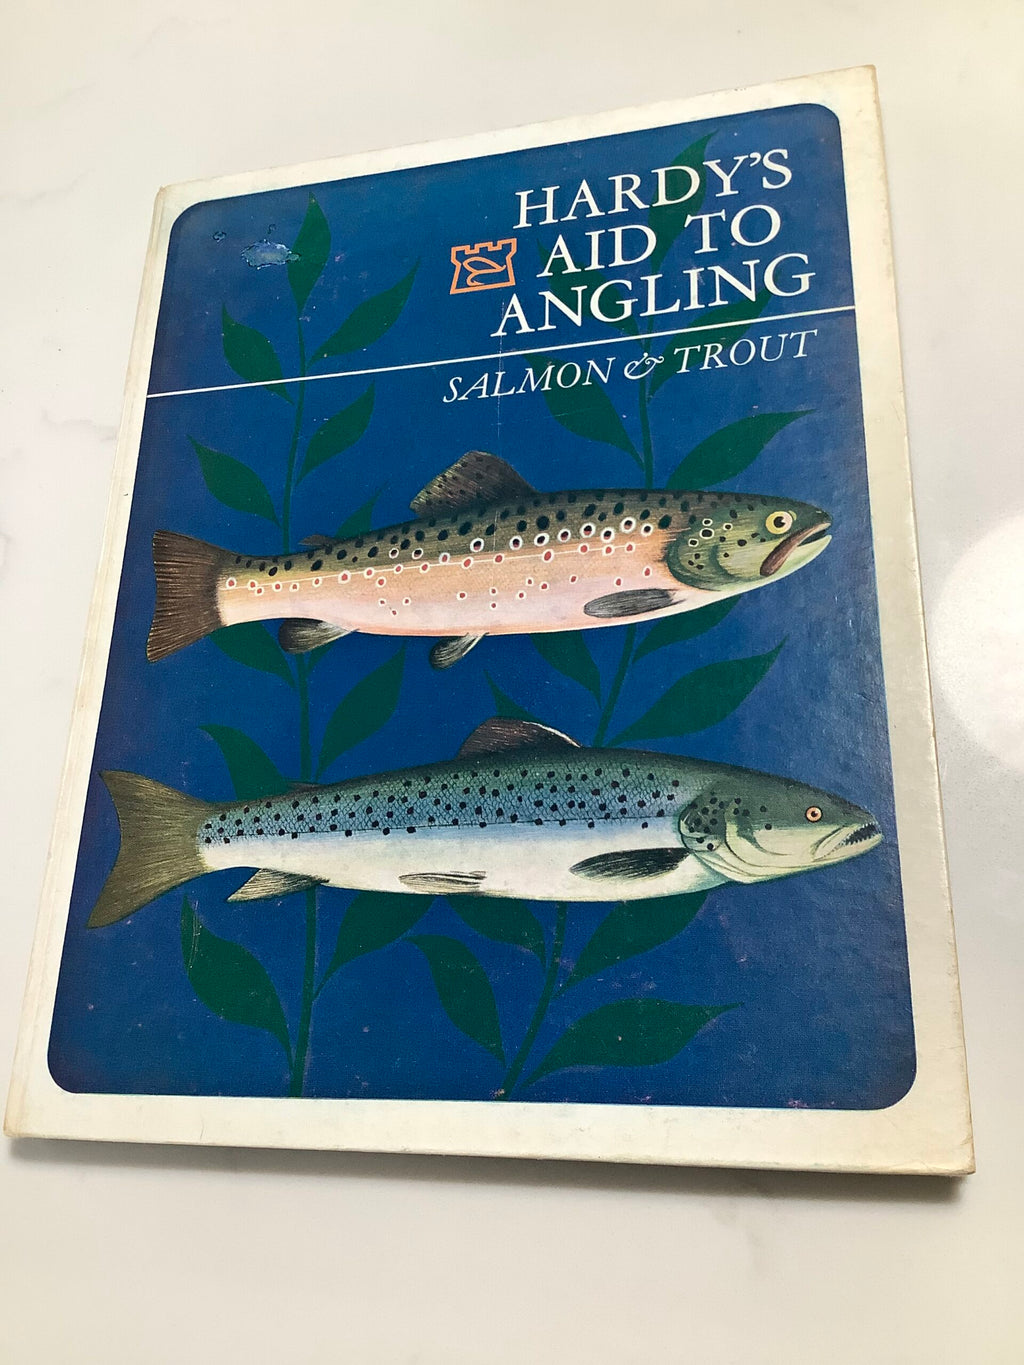 HARDY'S
AID TO
ANGLING
SALMON & TROUT